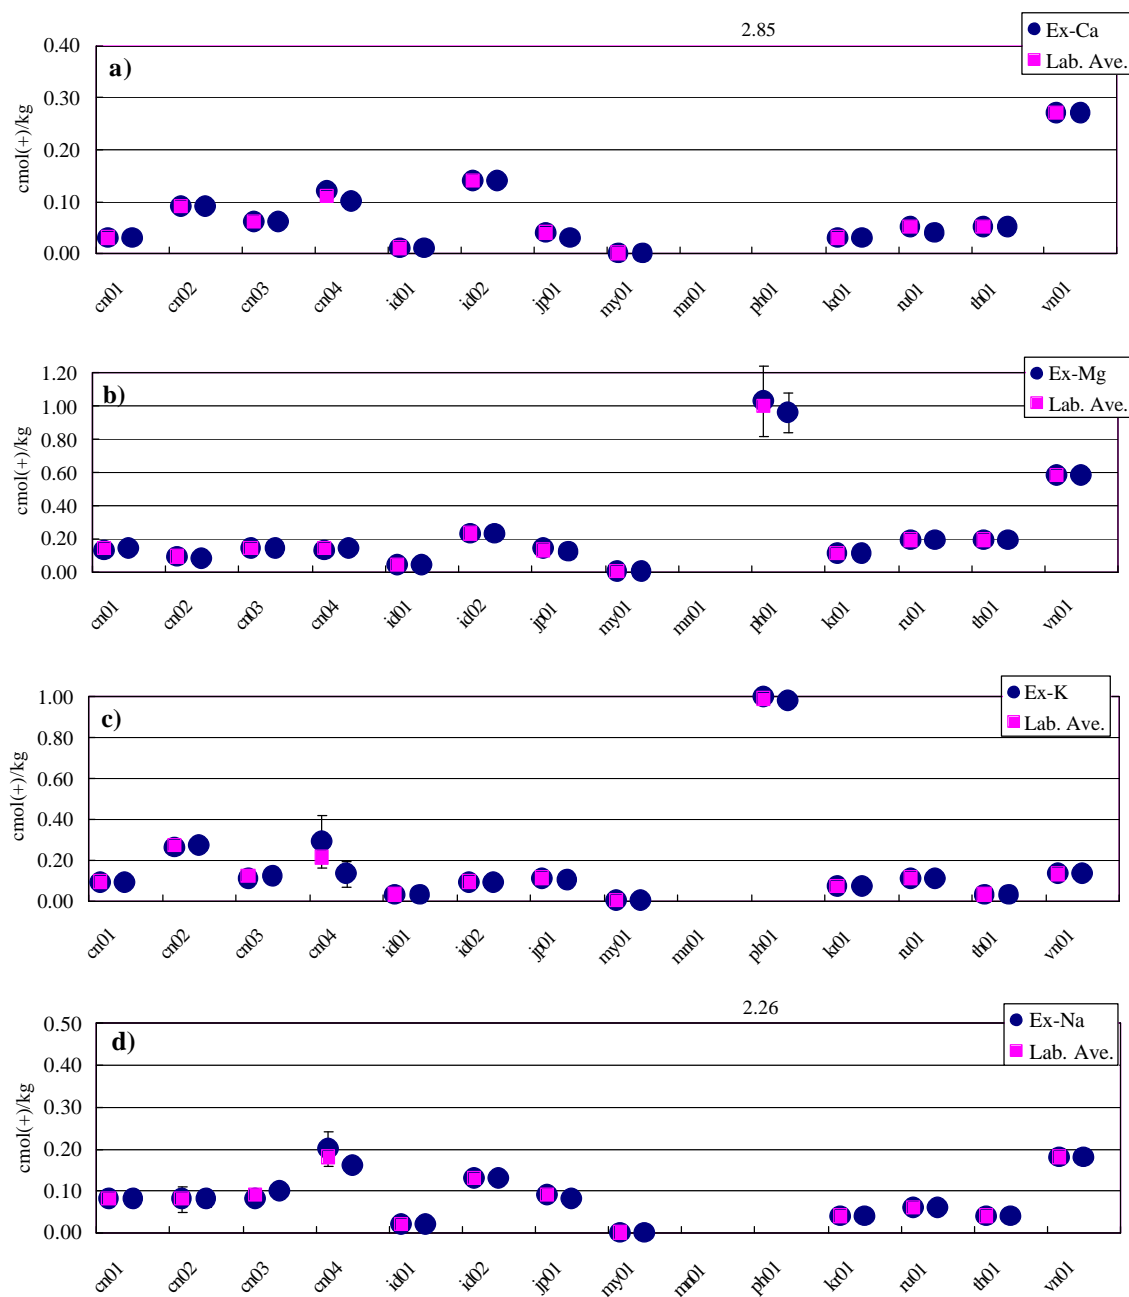 2.85
Ex-Ca
Lab. Ave.
a)
cmol(+)/kg
0.40
0.30
0.20
0.10
0.00
cn01 cn02 cn03 cn04 id01 id02 jp01 my01 mn01 ph01 kr01 ru01 th01 vn01
Ex-Mg
Lab. Ave.
b)
cmol(+)/kg
1.20
1.00
0.80
0.60
0.40
0.20
0.00
cn01 cn02 cn03 cn04 id01 id02 jp01 my01 mn01 ph01 kr01 ru01 th01 vn01
Ex-K
Lab. Ave.
c)
cmol(+)/kg
1.00
0.80
0.60
0.40
0.20
0.00
cn01 cn02 cn03 cn04 id01 id02 jp01 my01 mn01 ph01 kr01 ru01 th01 vn01
2.26
Ex-Na
Lab. Ave.
d)
cmol(+)/kg
0.50
0.40
0.30
0.20
0.10
0.00
cn01 cn02 cn03 cn04 id01 id02 jp01 my01 mn01 ph01 kr01 ru01 th01 vn01